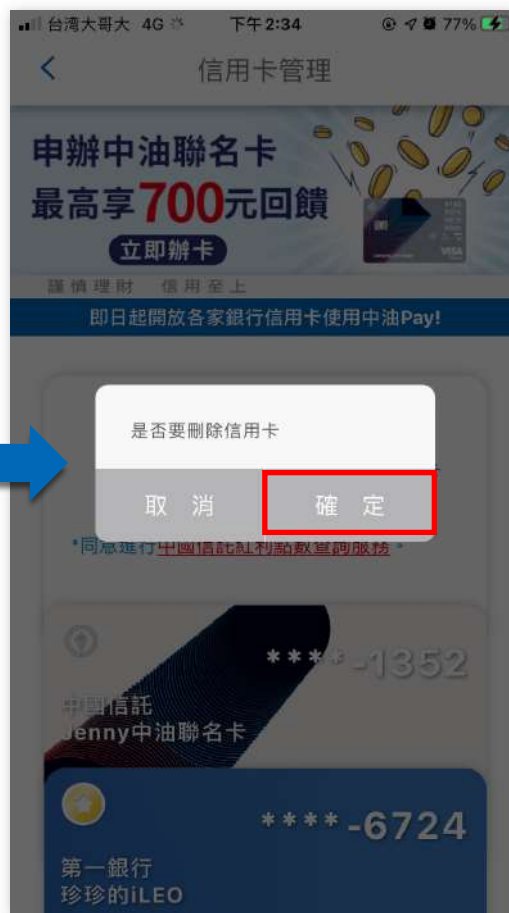 台湾大哥大 4G 下午2:34 77%
信用卡管理
申辦中油聯名卡
最高享700元回饋
立即辦卡
VISA
謹慎理財 信用至上
即日起開放各家銀行信用卡使用中油Pay!
是否要刪除信用卡
取 消 確 定
*同意進行中國信託紅利點數查詢服務。
****-1352
中國信託
Jenny中油聯名卡
****-6724
第一銀行
珍珍的iLEO